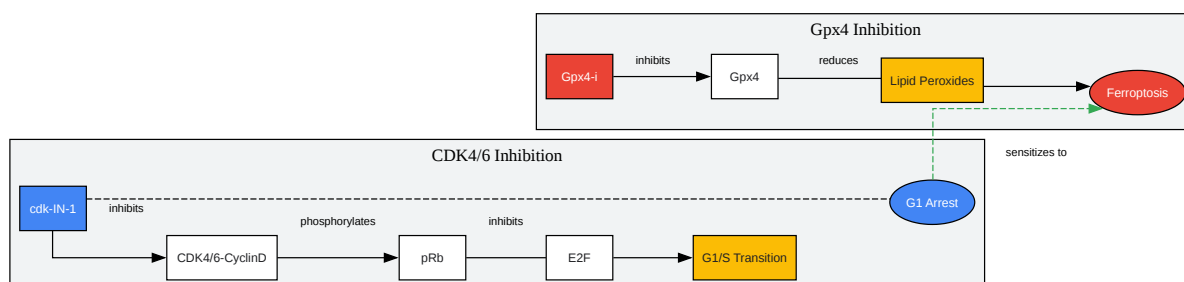 Gpx4 Inhibition
inhibits
reduces
Gpx4-i
Gpx4
Lipid Peroxides
Ferroptosis
sensitizes to
CDK4/6 Inhibition
cdk-IN-1
inhibits
G1 Arrest
phosphorylates
inhibits
CDK4/6-CyclinD
pRb
E2F
G1/S Transition